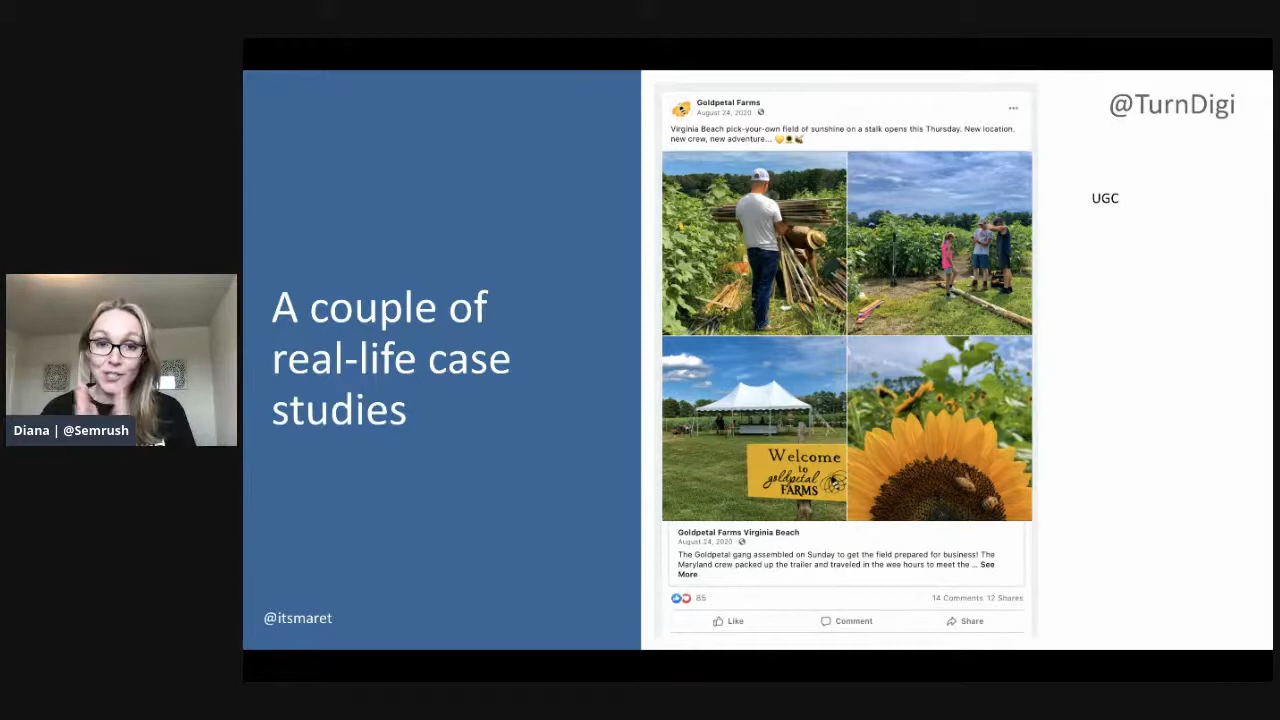 Diana | @Semrush
A couple of
real-life case
studies
@itsmaret
Goldpetal Farms
August 24, 2020 ·
Virginia Beach pick-your-own field of sunshine on a stalk opens this Thursday. New location,
new crew, new adventure... 💛🌻🐝
Welcome
to
goldpetal
FARMS
Goldpetal Farms Virginia Beach
August 24, 2020 ·
The Goldpetal gang assembled on Sunday to get the field prepared for business! The
Maryland crew packed up the trailer and traveled in the wee hours to meet the ... See
More
85
14 Comments 12 Shares
Like Comment Share
@TurnDigi
UGC